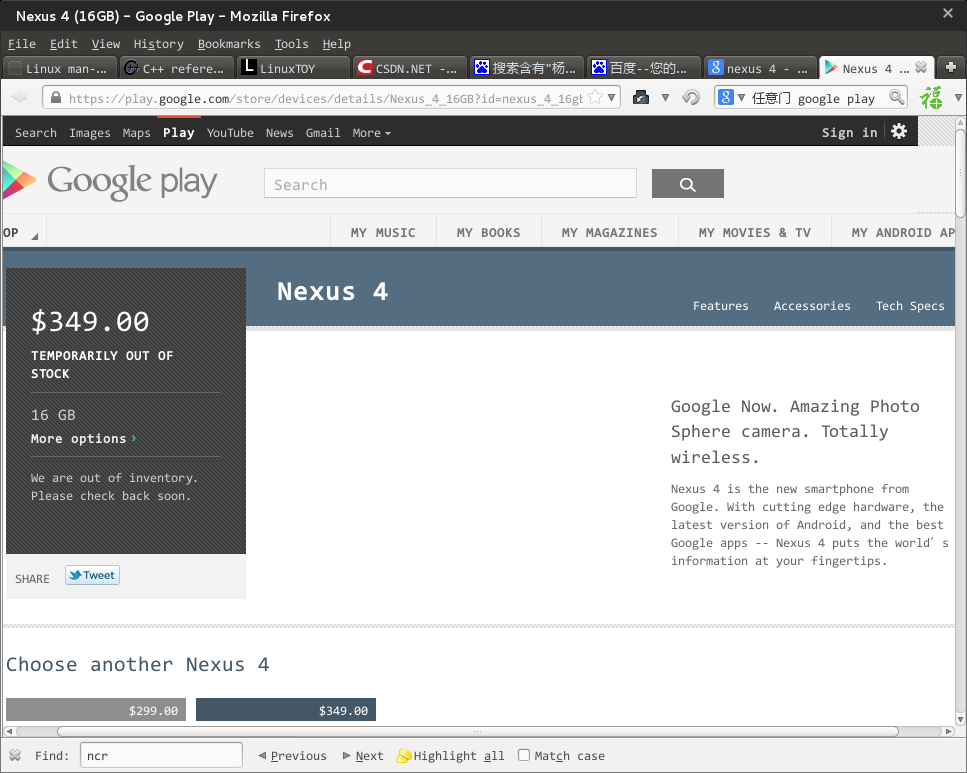 Nexus 4 (16GB) – Google Play – Mozilla Firefox
File Edit View History Bookmarks Tools Help
Linux man-... C++ refere... LinuxTOY CSDN.NET -... 搜索含有"杨... 百度--您的... nexus 4 - ... Nexus 4 ...
https://play.google.com/store/devices/details/Nexus_4_16GB?id=nexus_4_16gb 任意门 google play 福
Search Images Maps Play YouTube News Gmail More Sign in
Google play Search
OP MY MUSIC MY BOOKS MY MAGAZINES MY MOVIES & TV MY ANDROID AP
Nexus 4
Features Accessories Tech Specs
$349.00
TEMPORARILY OUT OF
STOCK
16 GB
More options ›
We are out of inventory.
Please check back soon.
SHARE Tweet
Google Now. Amazing Photo
Sphere camera. Totally
wireless.
Nexus 4 is the new smartphone from
Google. With cutting edge hardware, the
latest version of Android, and the best
Google apps -- Nexus 4 puts the world′s
information at your fingertips.
Choose another Nexus 4
$299.00 $349.00
Find: ncr Previous Next Highlight all Match case